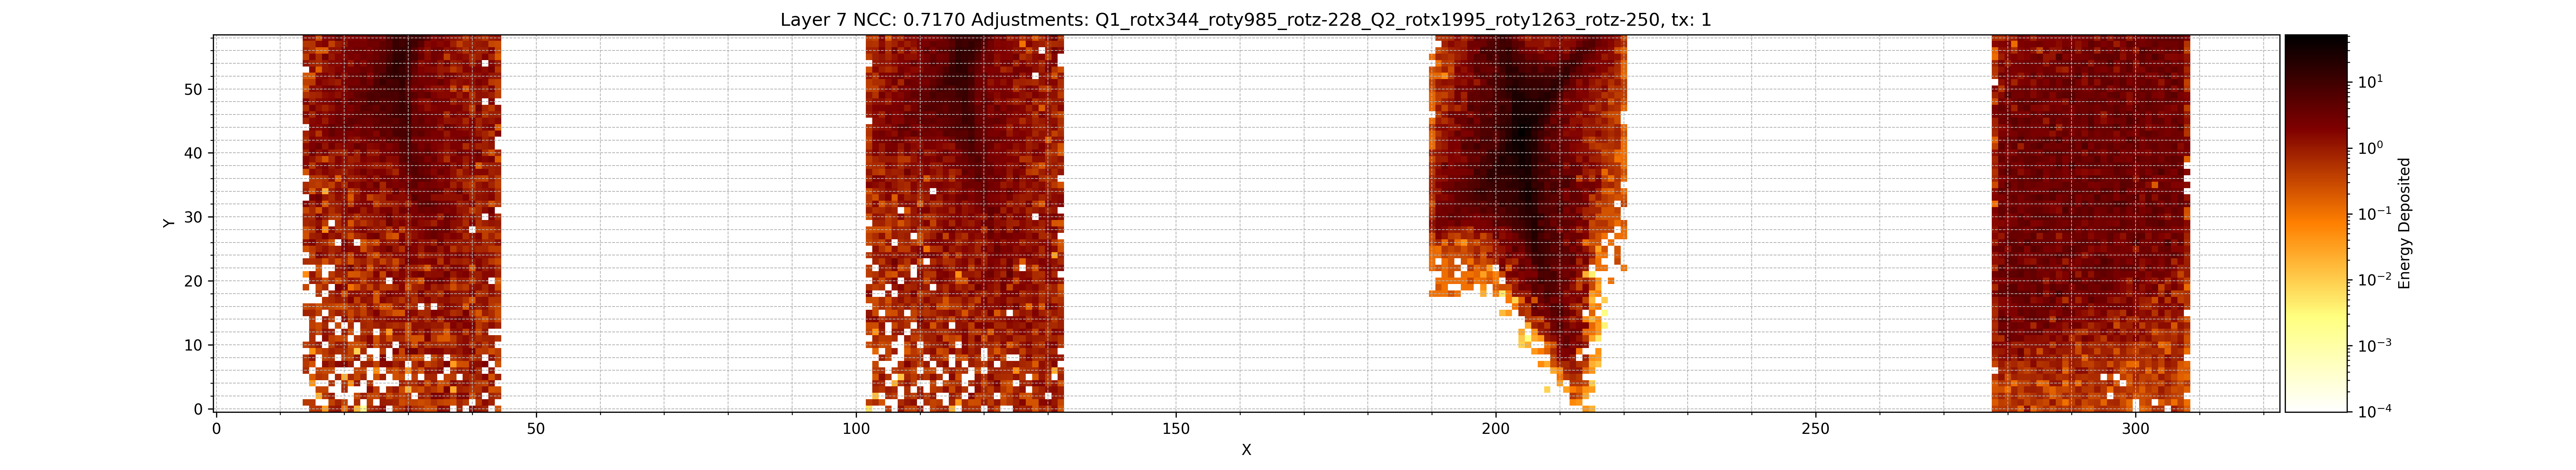 Layer 7 NCC: 0.7170 Adjustments: Q1_rotx344_roty985_rotz-228_Q2_rotx1995_roty1263_rotz-250, tx: 1
Y
50
40
30
20
10
0
0 50 100 150 200 250 300
X
10^1
10^0
10^-1
10^-2
10^-3
10^-4
Energy Deposited